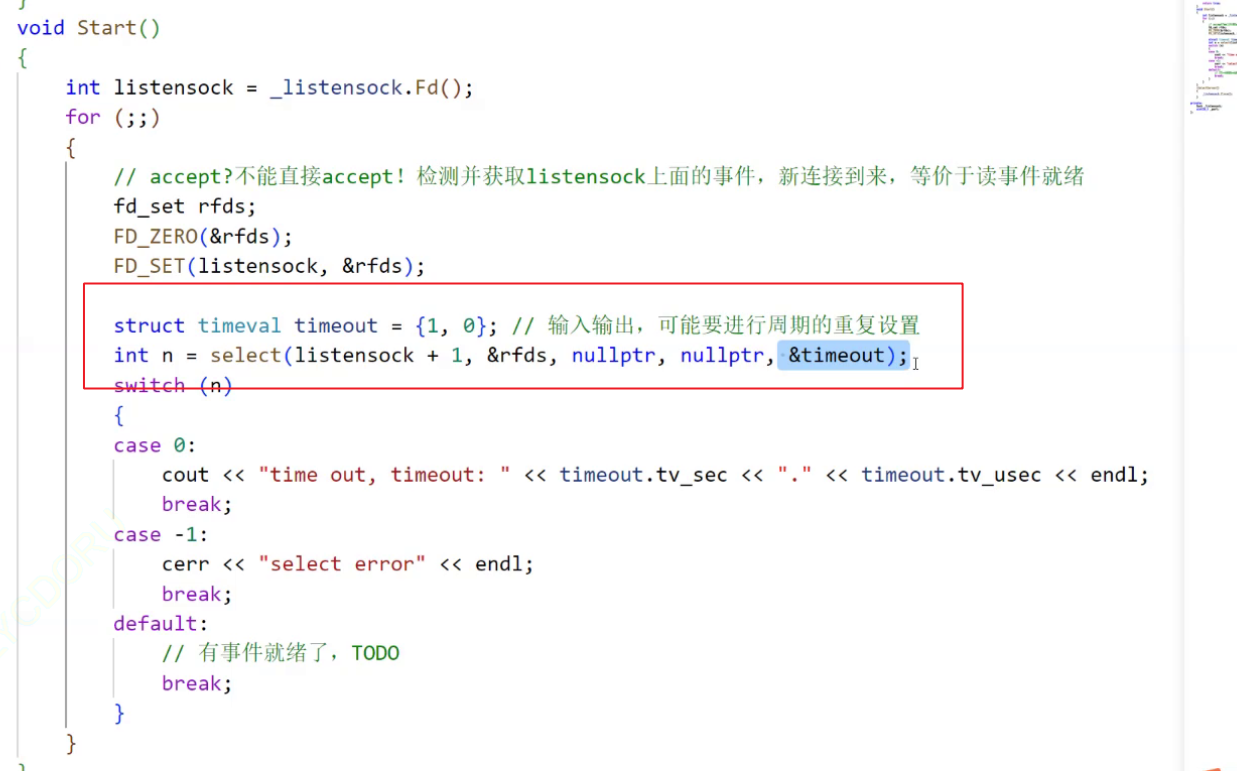 }
void Start()
{
int listensock = _listensock.Fd();
for (;;)
{
// accept?不能直接accept！检测并获取listensock上面的事件，新连接到来，等价于读事件就绪
fd_set rfds;
FD_ZERO(&rfds);
FD_SET(listensock, &rfds);
struct timeval timeout = {1, 0}; // 输入输出，可能要进行周期的重复设置
int n = select(listensock + 1, &rfds, nullptr, nullptr, &timeout);
switch (n)
{
case 0:
cout << "time out, timeout: " << timeout.tv_sec << "." << timeout.tv_usec << endl;
break;
case -1:
cerr << "select error" << endl;
break;
default:
// 有事件就绪了，TODO
break;
}
}
}